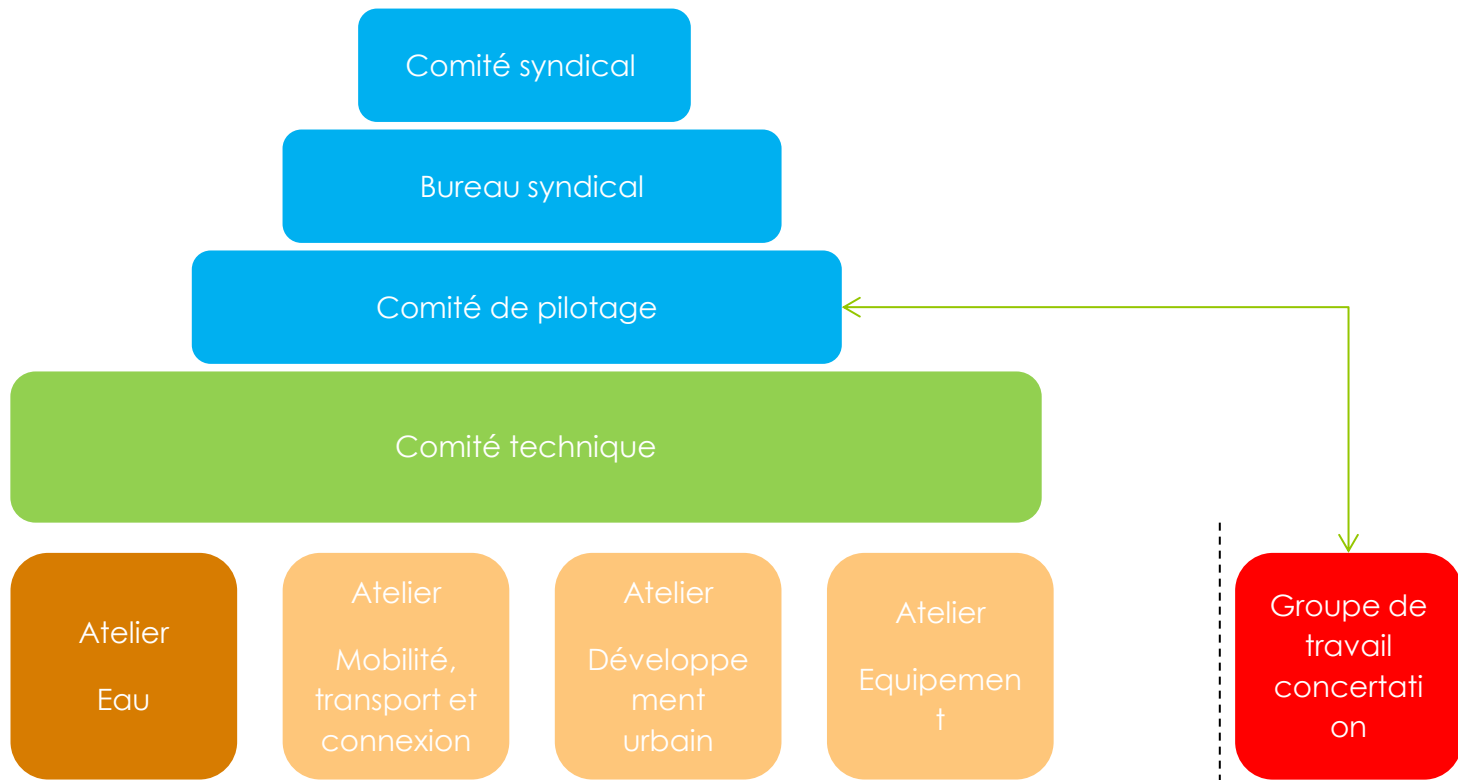 Comité syndical
Bureau syndical
Comité de pilotage
Comité technique
Atelier
Eau
Atelier
Mobilité,
transport et
connexion
Atelier
Développe
ment
urbain
Atelier
Equipemen
t
Groupe de
travail
concertati
on